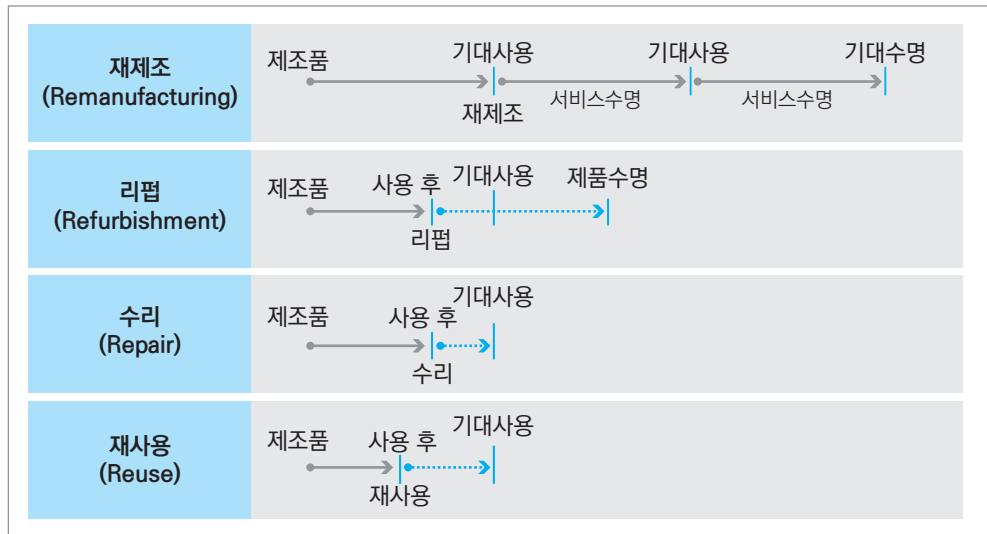 재제조
(Remanufacturing)
제조품 기대사용 기대사용 기대수명
서비스수명 서비스수명
재제조
리펍
(Refurbishment)
제조품 사용 후 기대사용 제품수명
리펍
수리
(Repair)
제조품 사용 후 기대사용
수리
재사용
(Reuse)
제조품 사용 후 기대사용
재사용